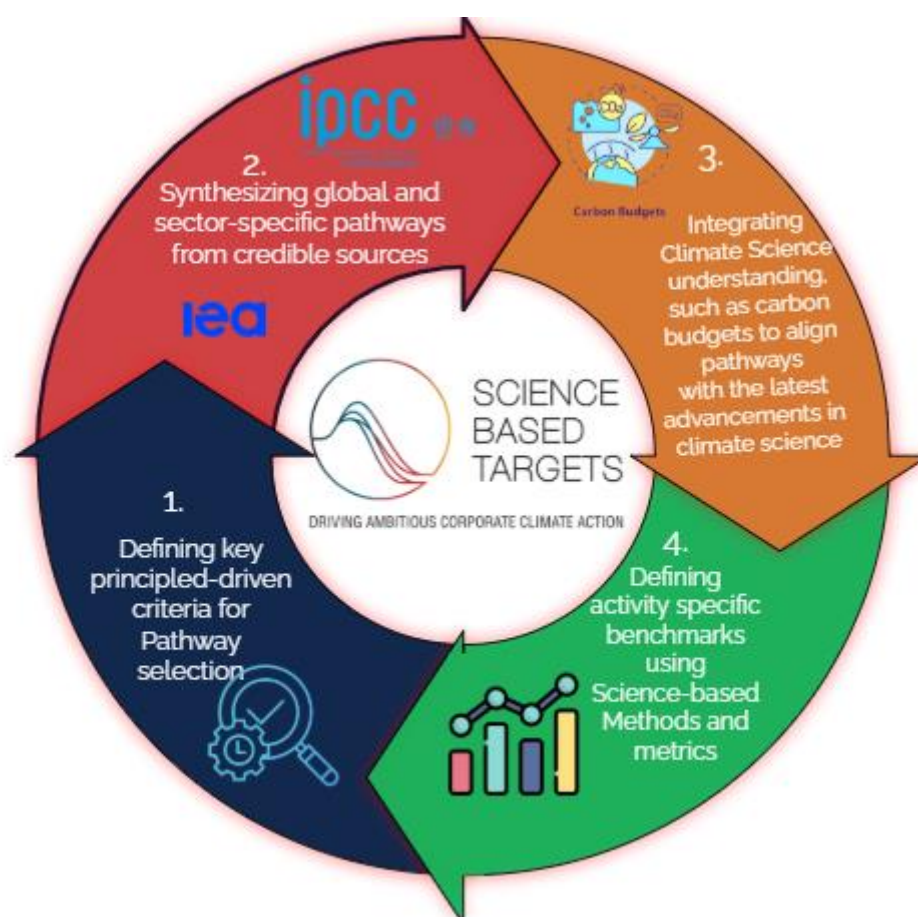 1.
Defining key
principled-driven
criteria for
Pathway
selection
ipcc
2.
Synthesizing global and
sector-specific pathways
from credible sources
iea
Carbon Budgets
3.
Integrating
Climate Science
understanding,
such as carbon
budgets to align
pathways
with the latest
advancements in
climate science
4.
Defining
activity specific
benchmarks
using
Science-based
Methods and
metrics
SCIENCE
BASED
TARGETS
DRIVING AMBITIOUS CORPORATE CLIMATE ACTION